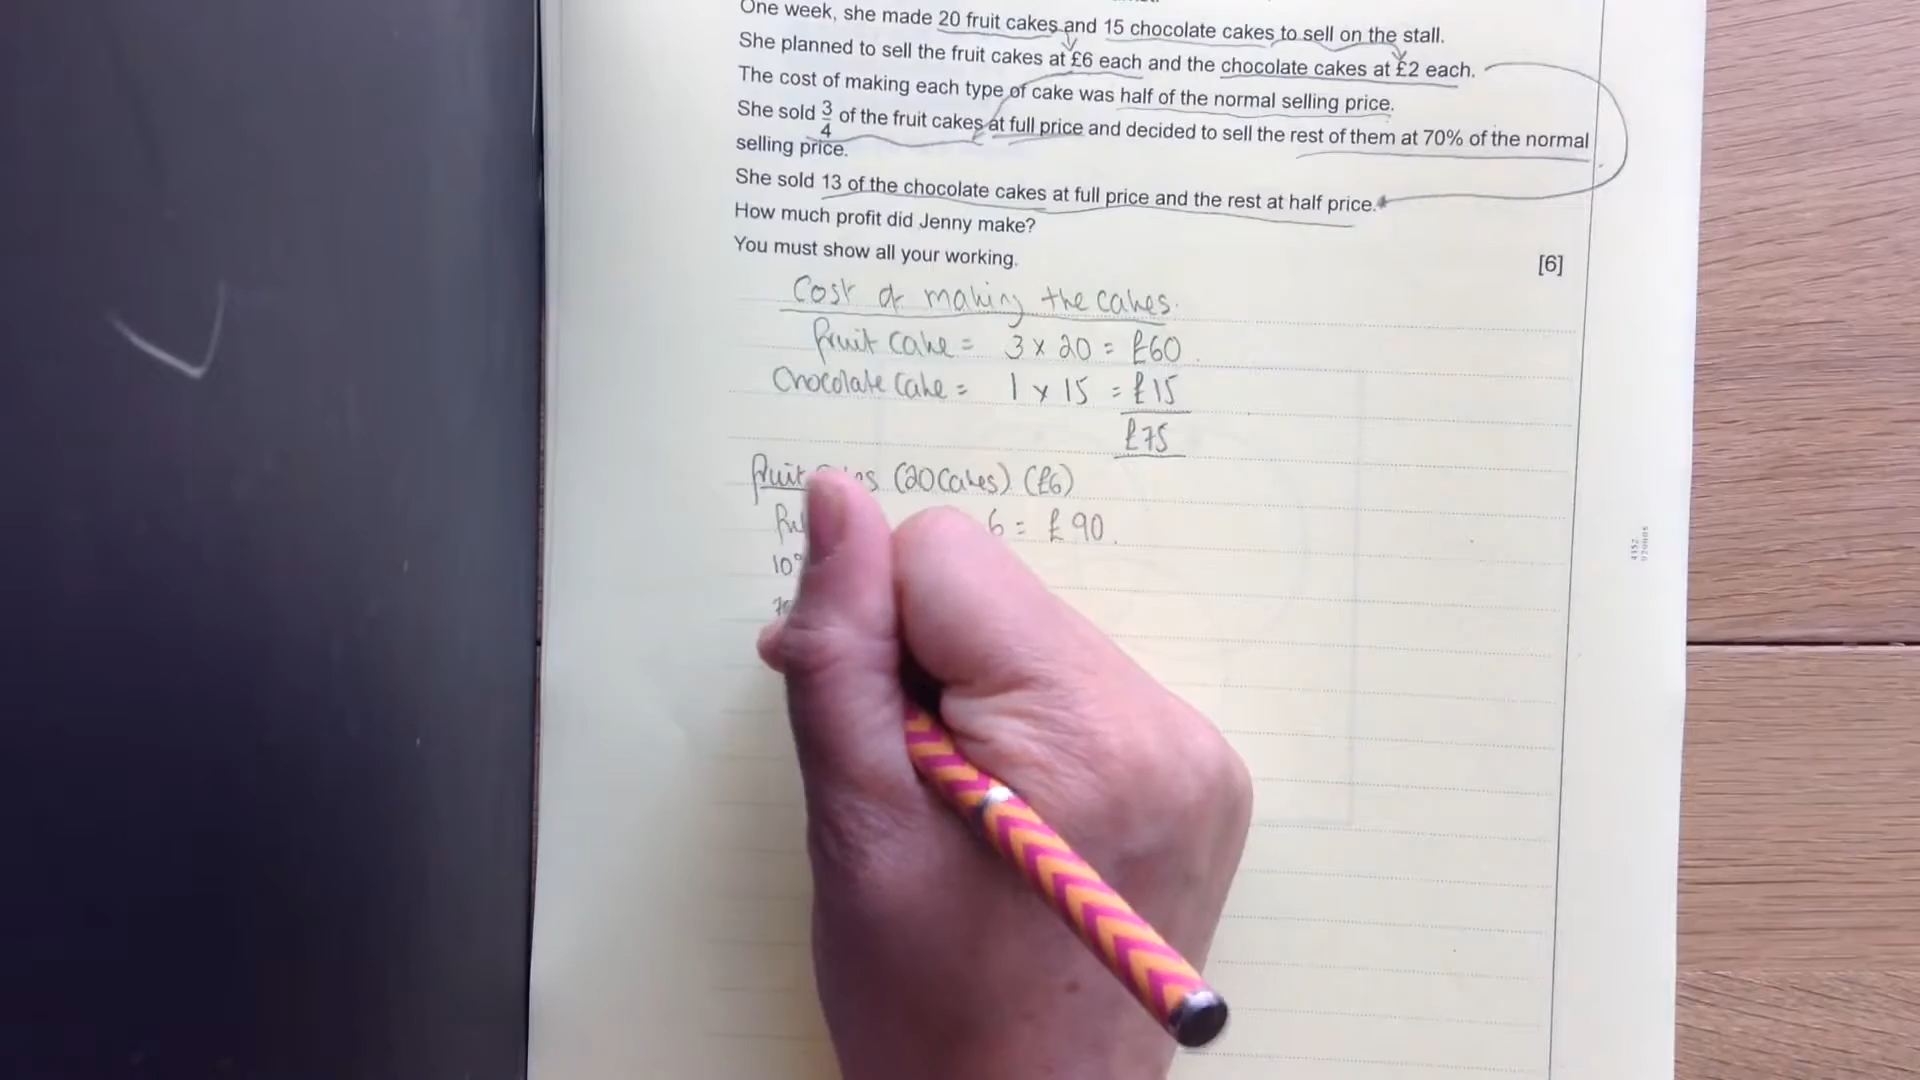 One week, she made 20 fruit cakes and 15 chocolate cakes to sell on the stall.
She planned to sell the fruit cakes at £6 each and the chocolate cakes at £2 each.
The cost of making each type of cake was half of the normal selling price.
She sold 3/4 of the fruit cakes at full price and decided to sell the rest of them at 70% of the normal
selling price.
She sold 13 of the chocolate cakes at full price and the rest at half price.
How much profit did Jenny make?
You must show all your working.
[6]
Cost of making the cakes.
fruit cake = 3 x 20 = £60
Chocolate Cake = 1 x 15 = £15
£75
fruit (20 Cakes) (£6)
6 = £90